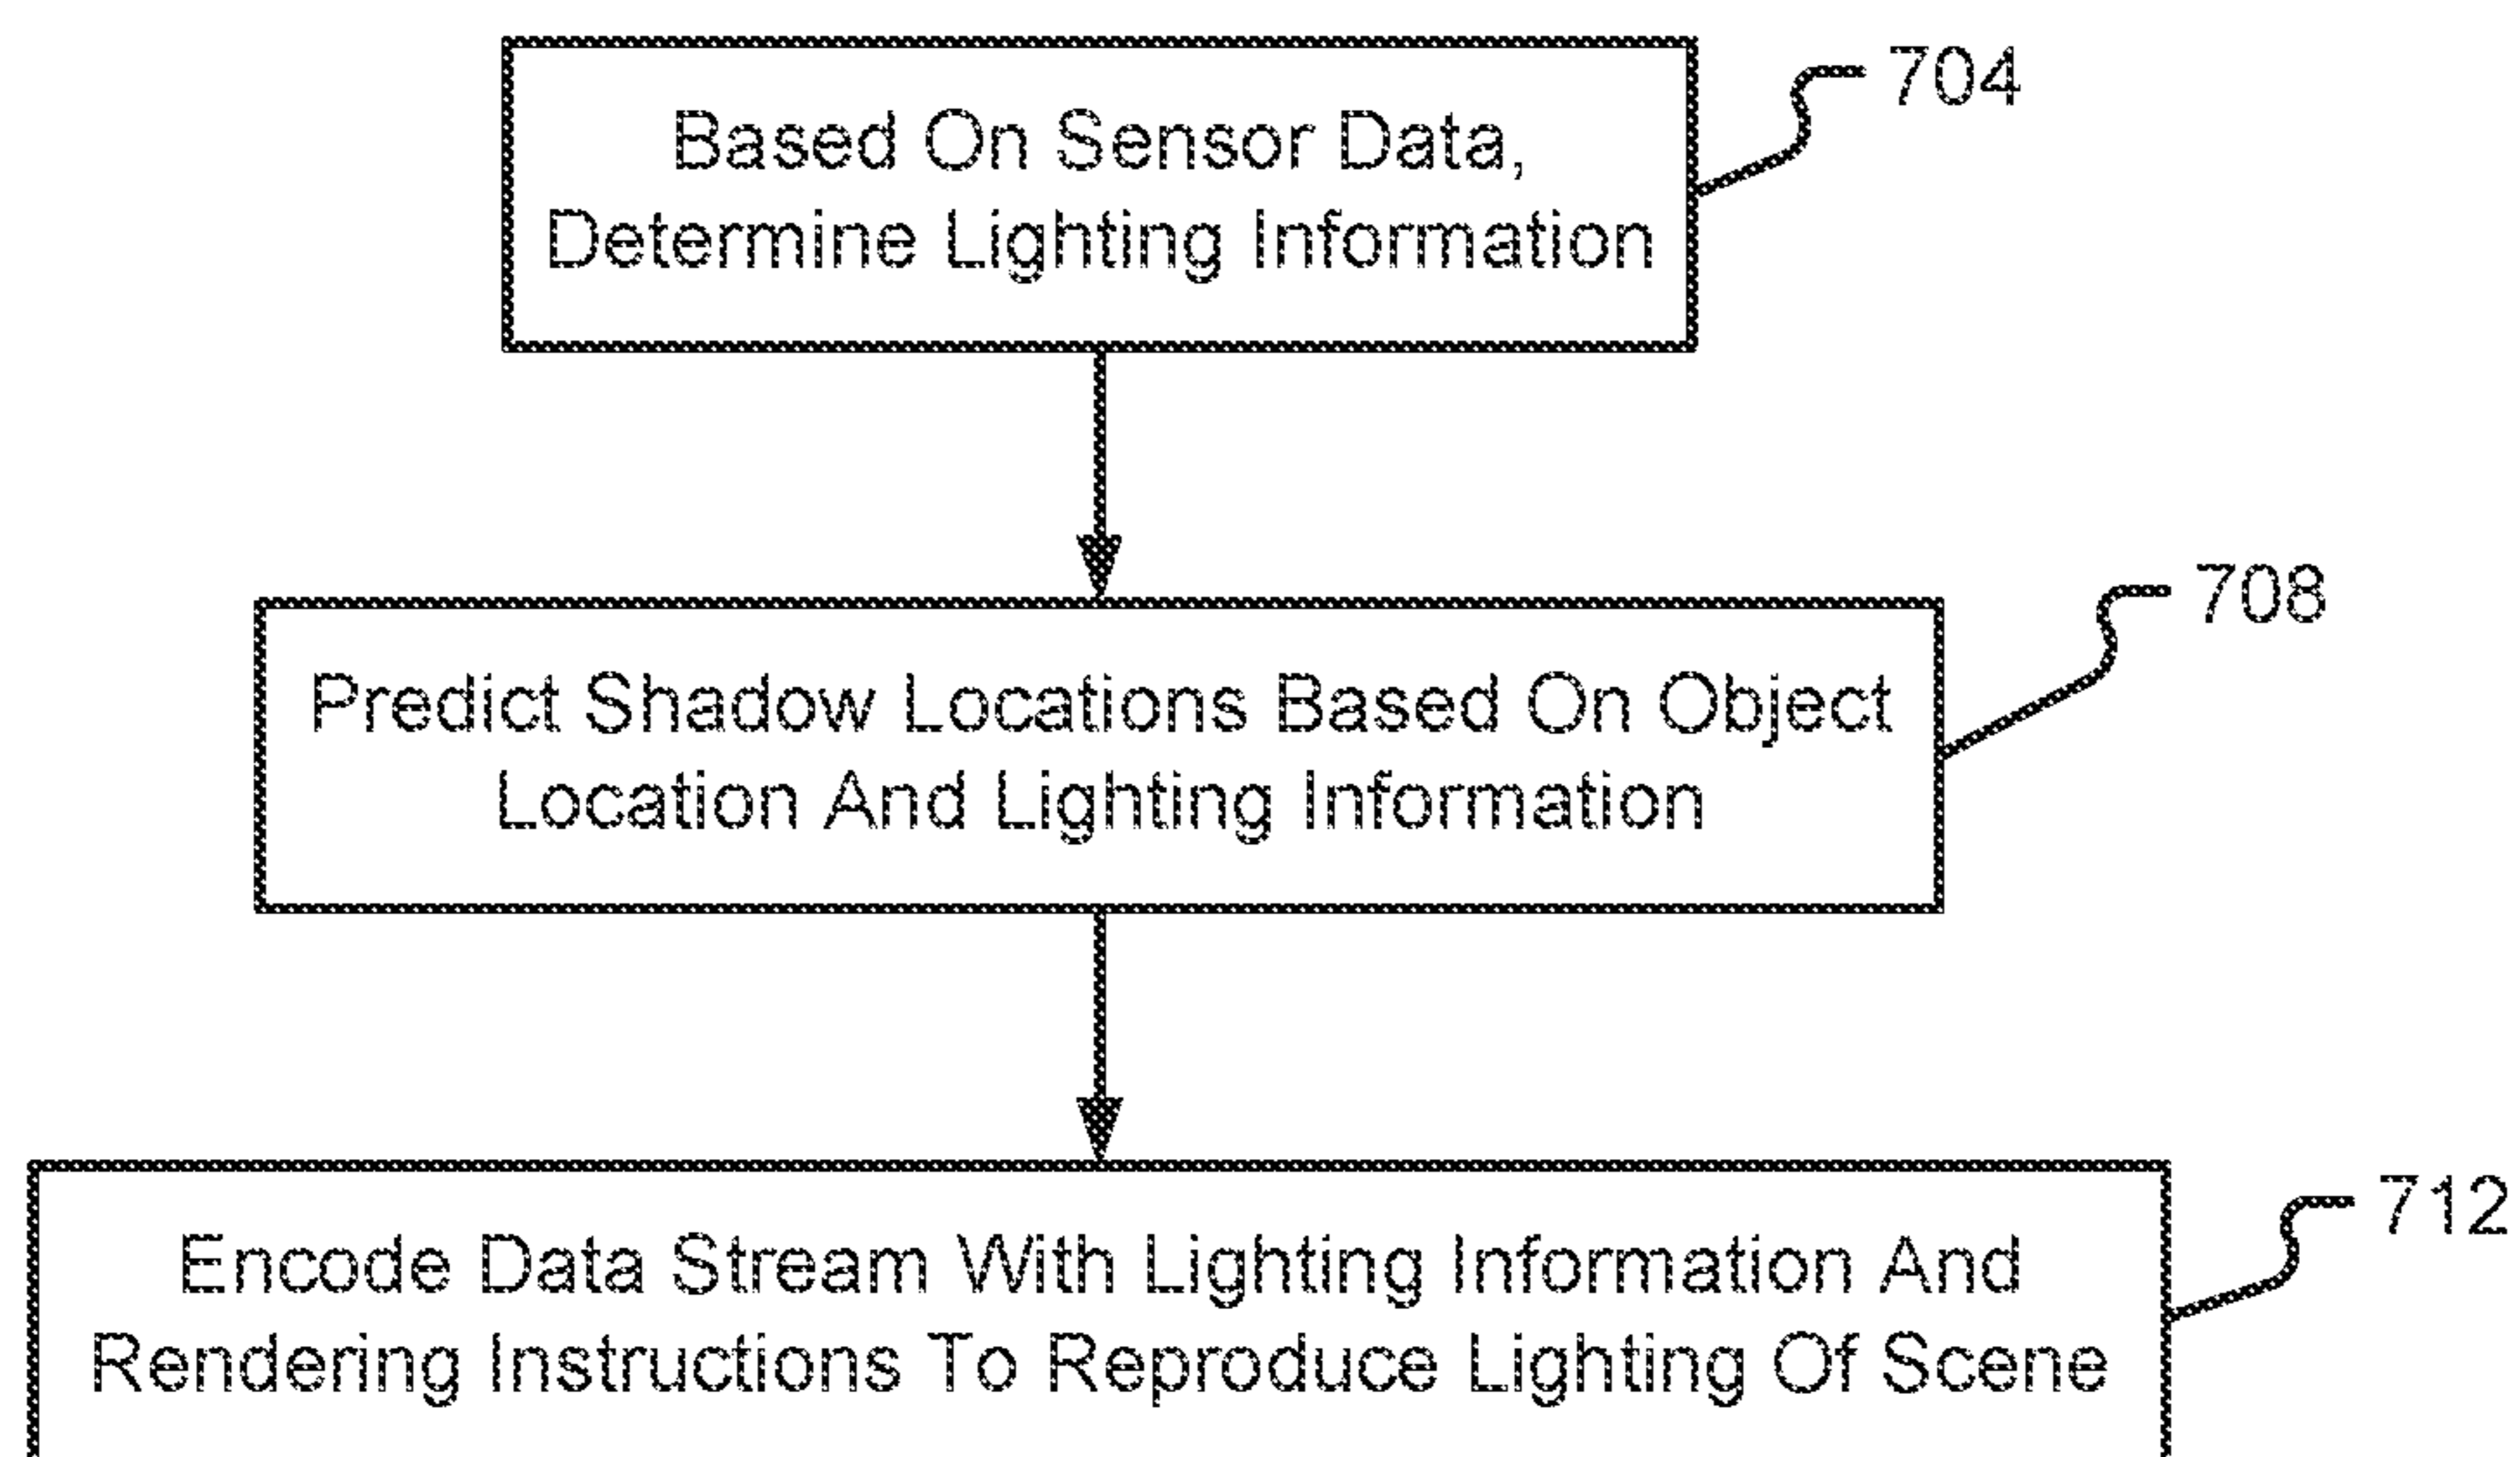 Based On Sensor Data,
Determine Lighting Information
704
Predict Shadow Locations Based On Object
Location And Lighting Information
708
Encode Data Stream With Lighting Information And
Rendering Instructions To Reproduce Lighting Of Scene
712